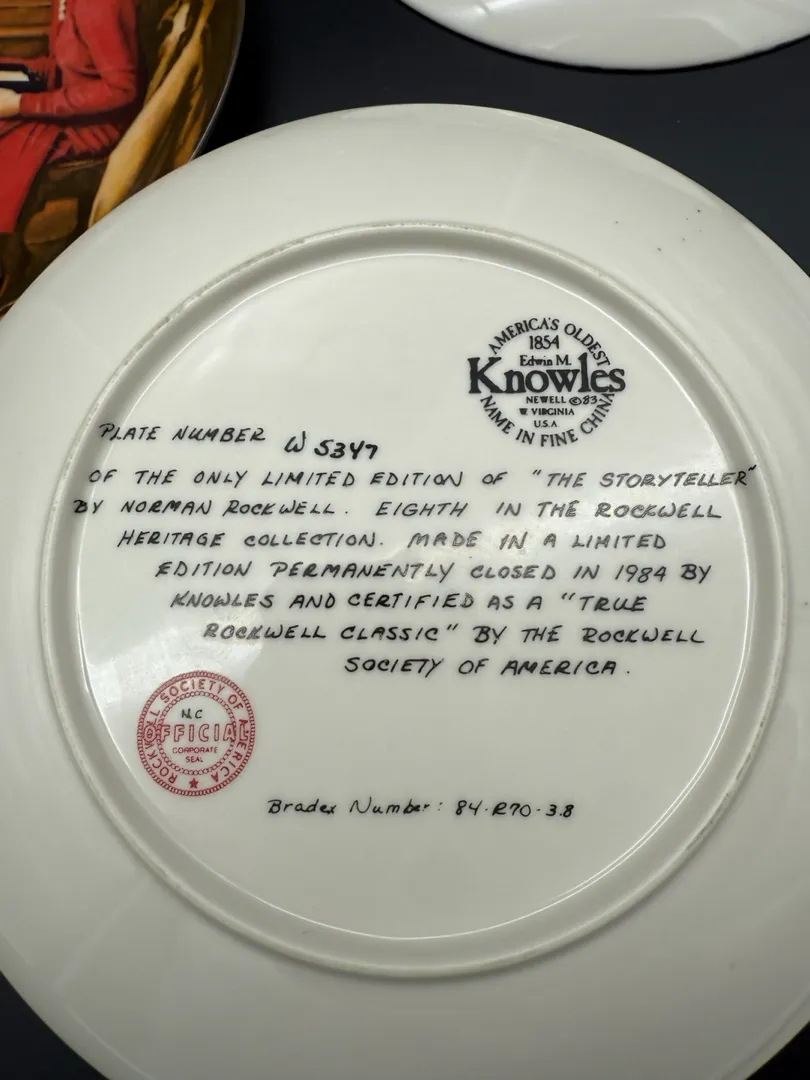 AMERICA'S OLDEST
1854
Edwin M.
Knowles
NEWELL ©83
W. VIRGINIA
U.S.A
NAME IN FINE CHINA
PLATE NUMBER W 5347
OF THE ONLY LIMITED EDITION OF "THE STORYTELLER"
BY NORMAN ROCKWELL. EIGHTH IN THE ROCKWELL
HERITAGE COLLECTION. MADE IN A LIMITED
EDITION PERMANENTLY CLOSED IN 1984 BY
KNOWLES AND CERTIFIED AS A "TRUE
ROCKWELL CLASSIC" BY THE ROCKWELL
SOCIETY OF AMERICA.
ROCKWELL SOCIETY OF AMERICA
N.C
OFFICIAL
CORPORATE
SEAL
Bradex Number: 84-R70-3.8